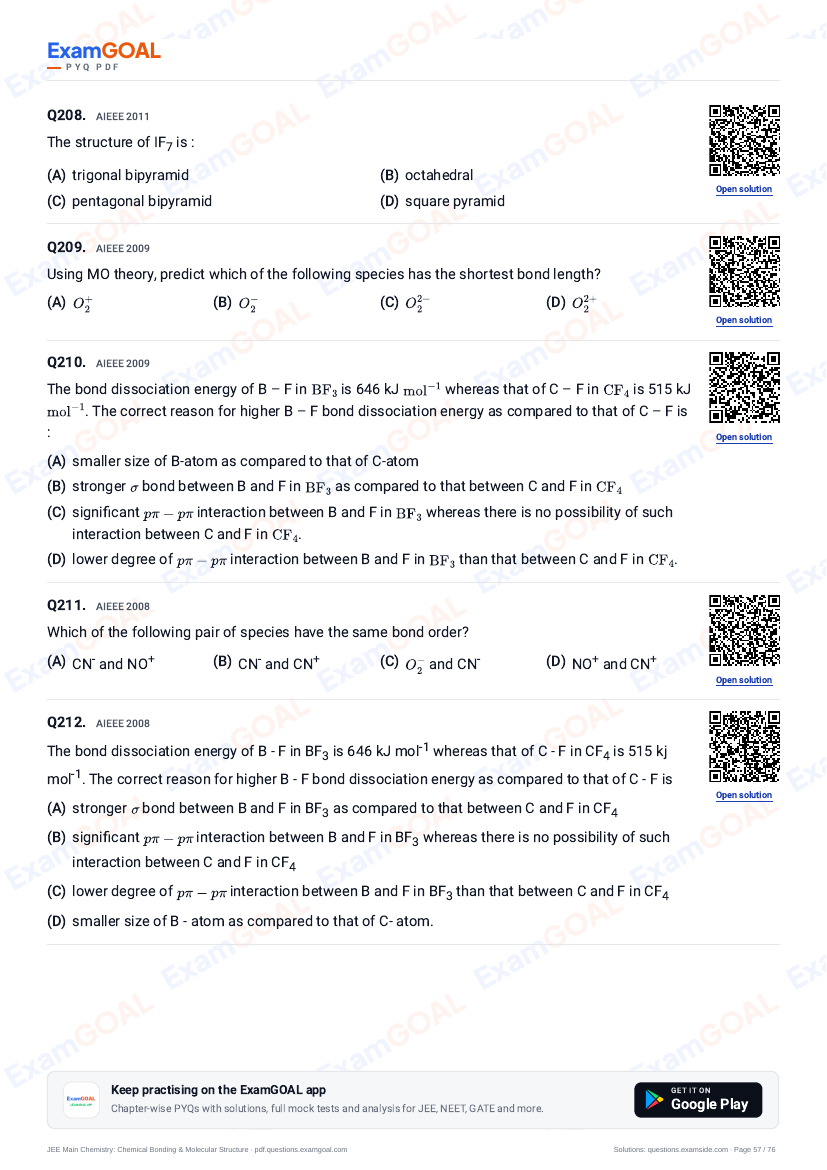 ExamGOAL
PYQ PDF
Q208. AIEEE 2011
The structure of IF7 is :
(A) trigonal bipyramid
(B) octahedral
(C) pentagonal bipyramid
(D) square pyramid
Open solution
Q209. AIEEE 2009
Using MO theory, predict which of the following species has the shortest bond length?
(A) O₂⁺
(B) O₂⁻
(C) O₂²⁻
(D) O₂²⁺
Open solution
Q210. AIEEE 2009
The bond dissociation energy of B – F in BF₃ is 646 kJ mol⁻¹ whereas that of C – F in CF₄ is 515 kJ
mol⁻¹. The correct reason for higher B – F bond dissociation energy as compared to that of C – F is
:
(A) smaller size of B-atom as compared to that of C-atom
(B) stronger σ bond between B and F in BF₃ as compared to that between C and F in CF₄
(C) significant pπ – pπ interaction between B and F in BF₃ whereas there is no possibility of such
interaction between C and F in CF₄.
(D) lower degree of pπ – pπ interaction between B and F in BF₃ than that between C and F in CF₄.
Open solution
Q211. AIEEE 2008
Which of the following pair of species have the same bond order?
(A) CN⁻ and NO⁺
(B) CN⁻ and CN⁺
(C) O₂⁻ and CN⁻
(D) NO⁺ and CN⁺
Open solution
Q212. AIEEE 2008
The bond dissociation energy of B - F in BF₃ is 646 kJ mol⁻¹ whereas that of C - F in CF₄ is 515 kj
mol⁻¹. The correct reason for higher B - F bond dissociation energy as compared to that of C - F is
(A) stronger σ bond between B and F in BF₃ as compared to that between C and F in CF₄
(B) significant pπ – pπ interaction between B and F in BF₃ whereas there is no possibility of such
interaction between C and F in CF₄
(C) lower degree of pπ – pπ interaction between B and F in BF₃ than that between C and F in CF₄
(D) smaller size of B - atom as compared to that of C- atom.
Open solution
ExamGOAL
Keep practising on the ExamGOAL app
Chapter-wise PYQs with solutions, full mock tests and analysis for JEE, NEET, GATE and more.
GET IT ON
Google Play
JEE Main Chemistry: Chemical Bonding & Molecular Structure · pdf.questions.examgoal.com
Solutions: questions.examside.com · Page 57 / 76